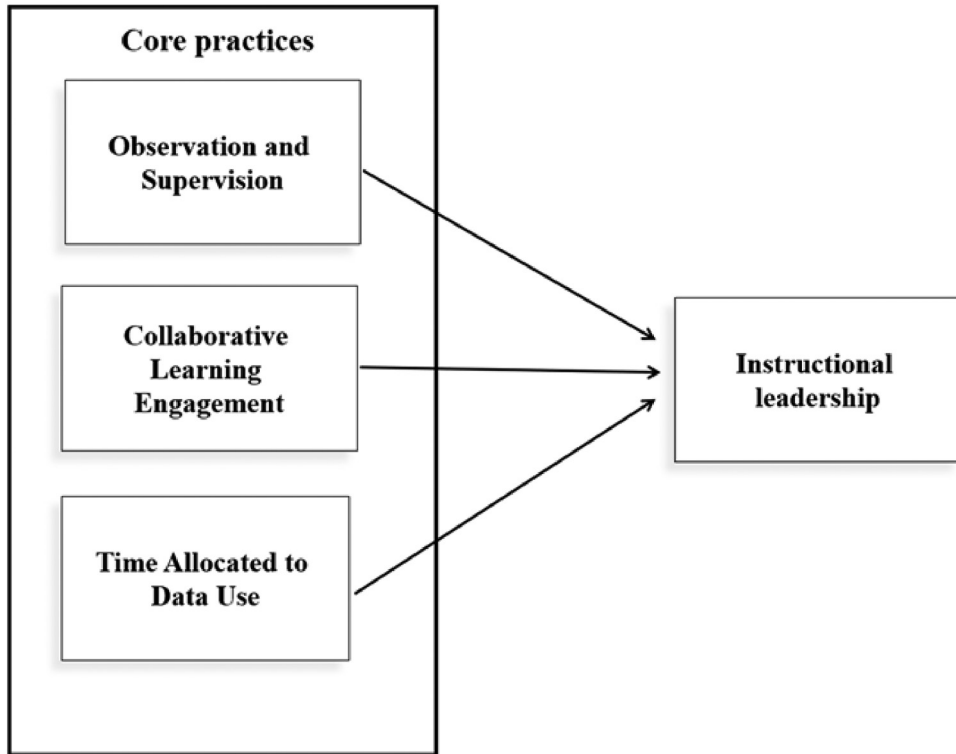 Core practices
Observation and
Supervision
Collaborative
Learning
Engagement
Time Allocated to
Data Use
Instructional
leadership